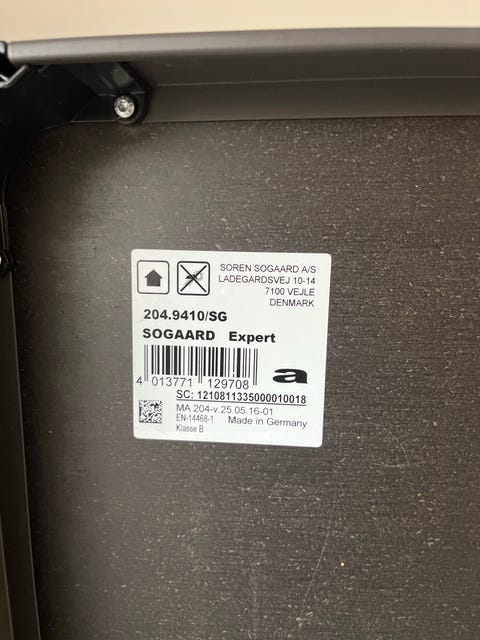 SOREN SOGAARD A/S
LADEGARDSVEJ 10-14
7100 VEJLE
DENMARK
204.9410/SG
SOGAARD Expert
a
4 013771 129708
SC: 1210811335000010018
MA 204-v.25.05.16-01
EN-14468-1 Made in Germany
Klasse B